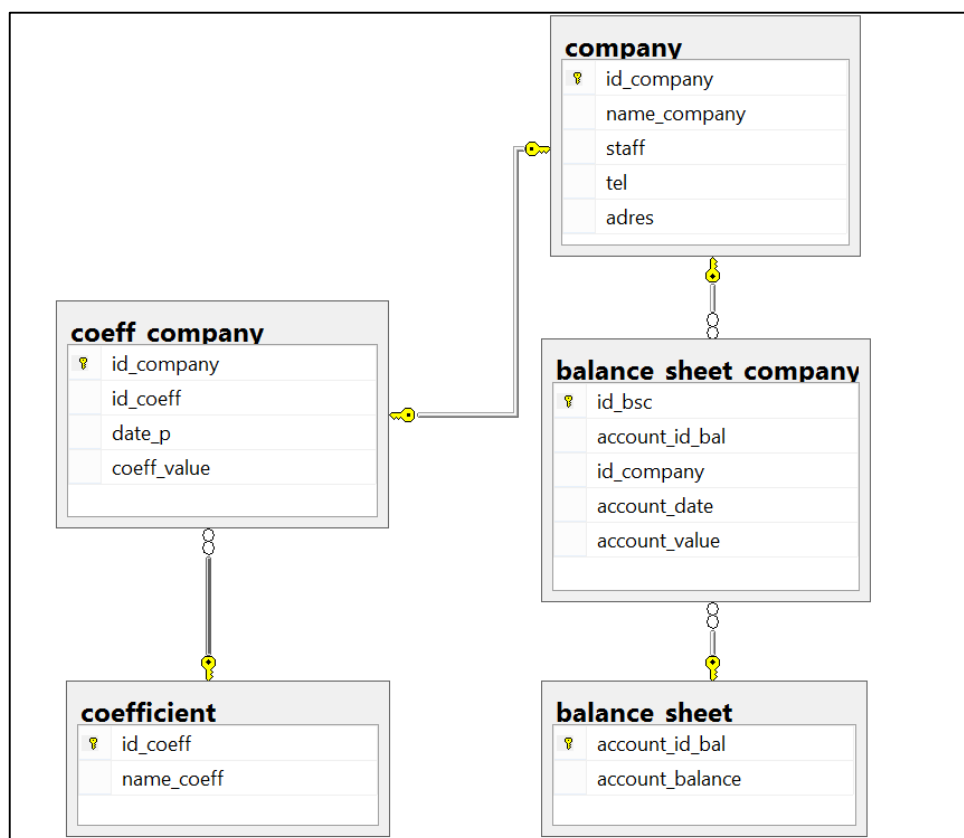 company
id_company
name_company
staff
tel
adres
coeff_company
id_company
id_coeff
date_p
coeff_value
balance_sheet_company
id_bsc
account_id_bal
id_company
account_date
account_value
coefficient
id_coeff
name_coeff
balance_sheet
account_id_bal
account_balance